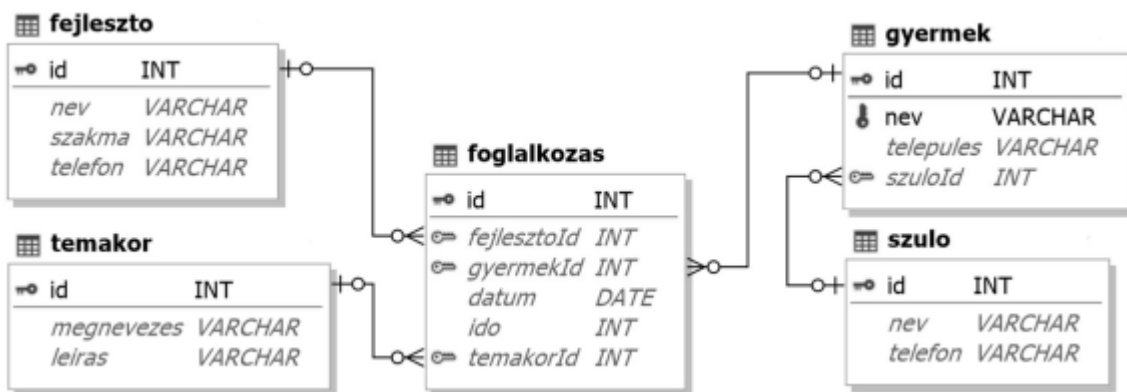 fejleszto
id INT
nev VARCHAR
szakma VARCHAR
telefon VARCHAR
temakor
id INT
megnevezes VARCHAR
leiras VARCHAR
foglalkozas
id INT
fejlesztoId INT
gyermekId INT
datum DATE
ido INT
temakorId INT
gyermek
id INT
nev VARCHAR
telepules VARCHAR
szuloId INT
szulo
id INT
nev VARCHAR
telefon VARCHAR